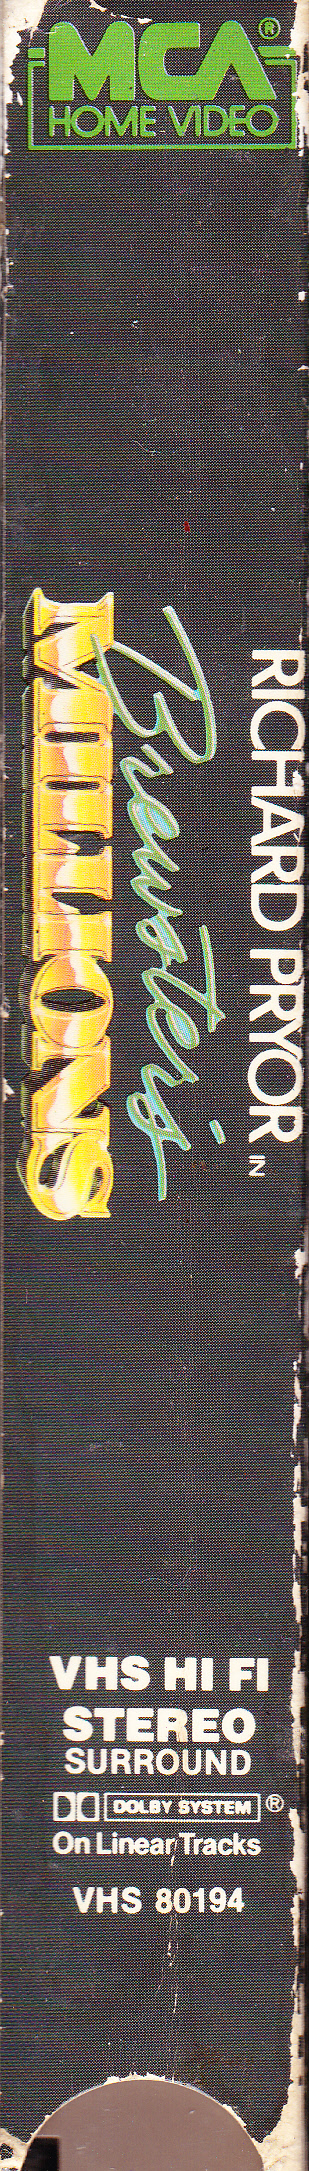 MCA®
HOME VIDEO
RICHARD PRYOR IN
Brewster's
MILLIONS
VHS HI FI
STEREO
SURROUND
DOLBY SYSTEM®
On Linear Tracks
VHS 80194